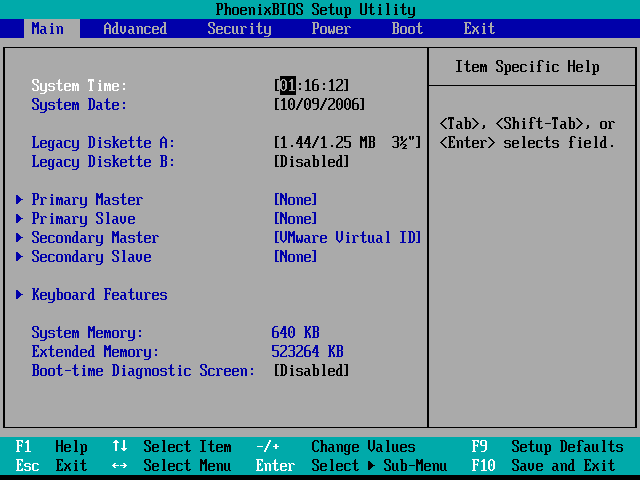 PhoenixBIOS Setup Utility
Main Advanced Security Power Boot Exit
Item Specific Help
System Time: [01:16:12]
System Date: [10/09/2006]
<Tab>, <Shift-Tab>, or
<Enter> selects field.
Legacy Diskette A: [1.44/1.25 MB 3½"]
Legacy Diskette B: [Disabled]
Primary Master [None]
Primary Slave [None]
Secondary Master [VMware Virtual ID]
Secondary Slave [None]
Keyboard Features
System Memory: 640 KB
Extended Memory: 523264 KB
Boot-time Diagnostic Screen: [Disabled]
F1 Help ↑↓ Select Item -/+ Change Values F9 Setup Defaults
Esc Exit ↔ Select Menu Enter Select ▶ Sub-Menu F10 Save and Exit